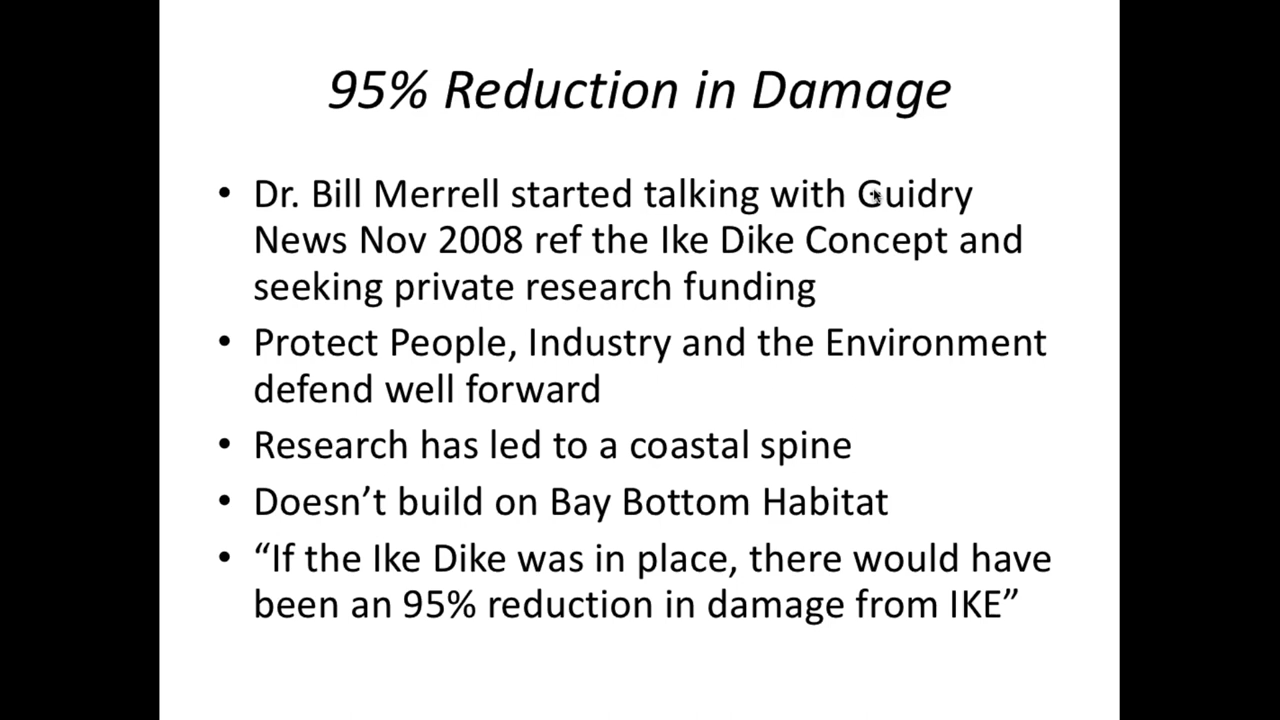 95% Reduction in Damage
• Dr. Bill Merrell started talking with Guidry
News Nov 2008 ref the Ike Dike Concept and
seeking private research funding
• Protect People, Industry and the Environment
defend well forward
• Research has led to a coastal spine
• Doesn’t build on Bay Bottom Habitat
• “If the Ike Dike was in place, there would have
been an 95% reduction in damage from IKE”